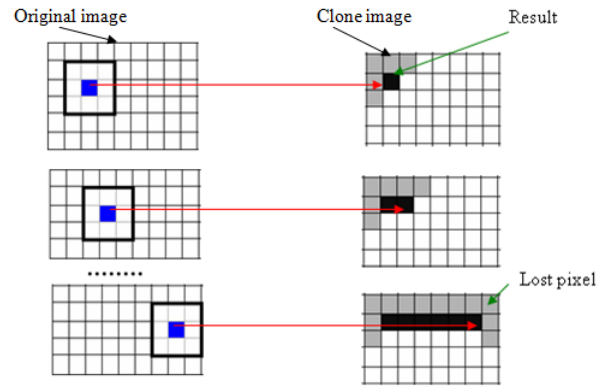 Original image
Clone image
Result
........
Lost pixel